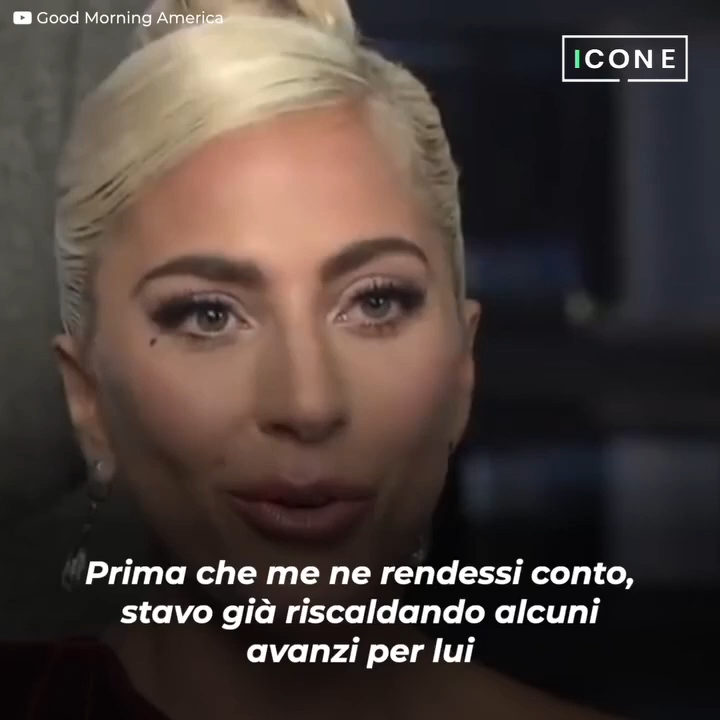 Good Morning America
ICONE
Prima che me ne rendessi conto,
stavo già riscaldando alcuni
avanzi per lui